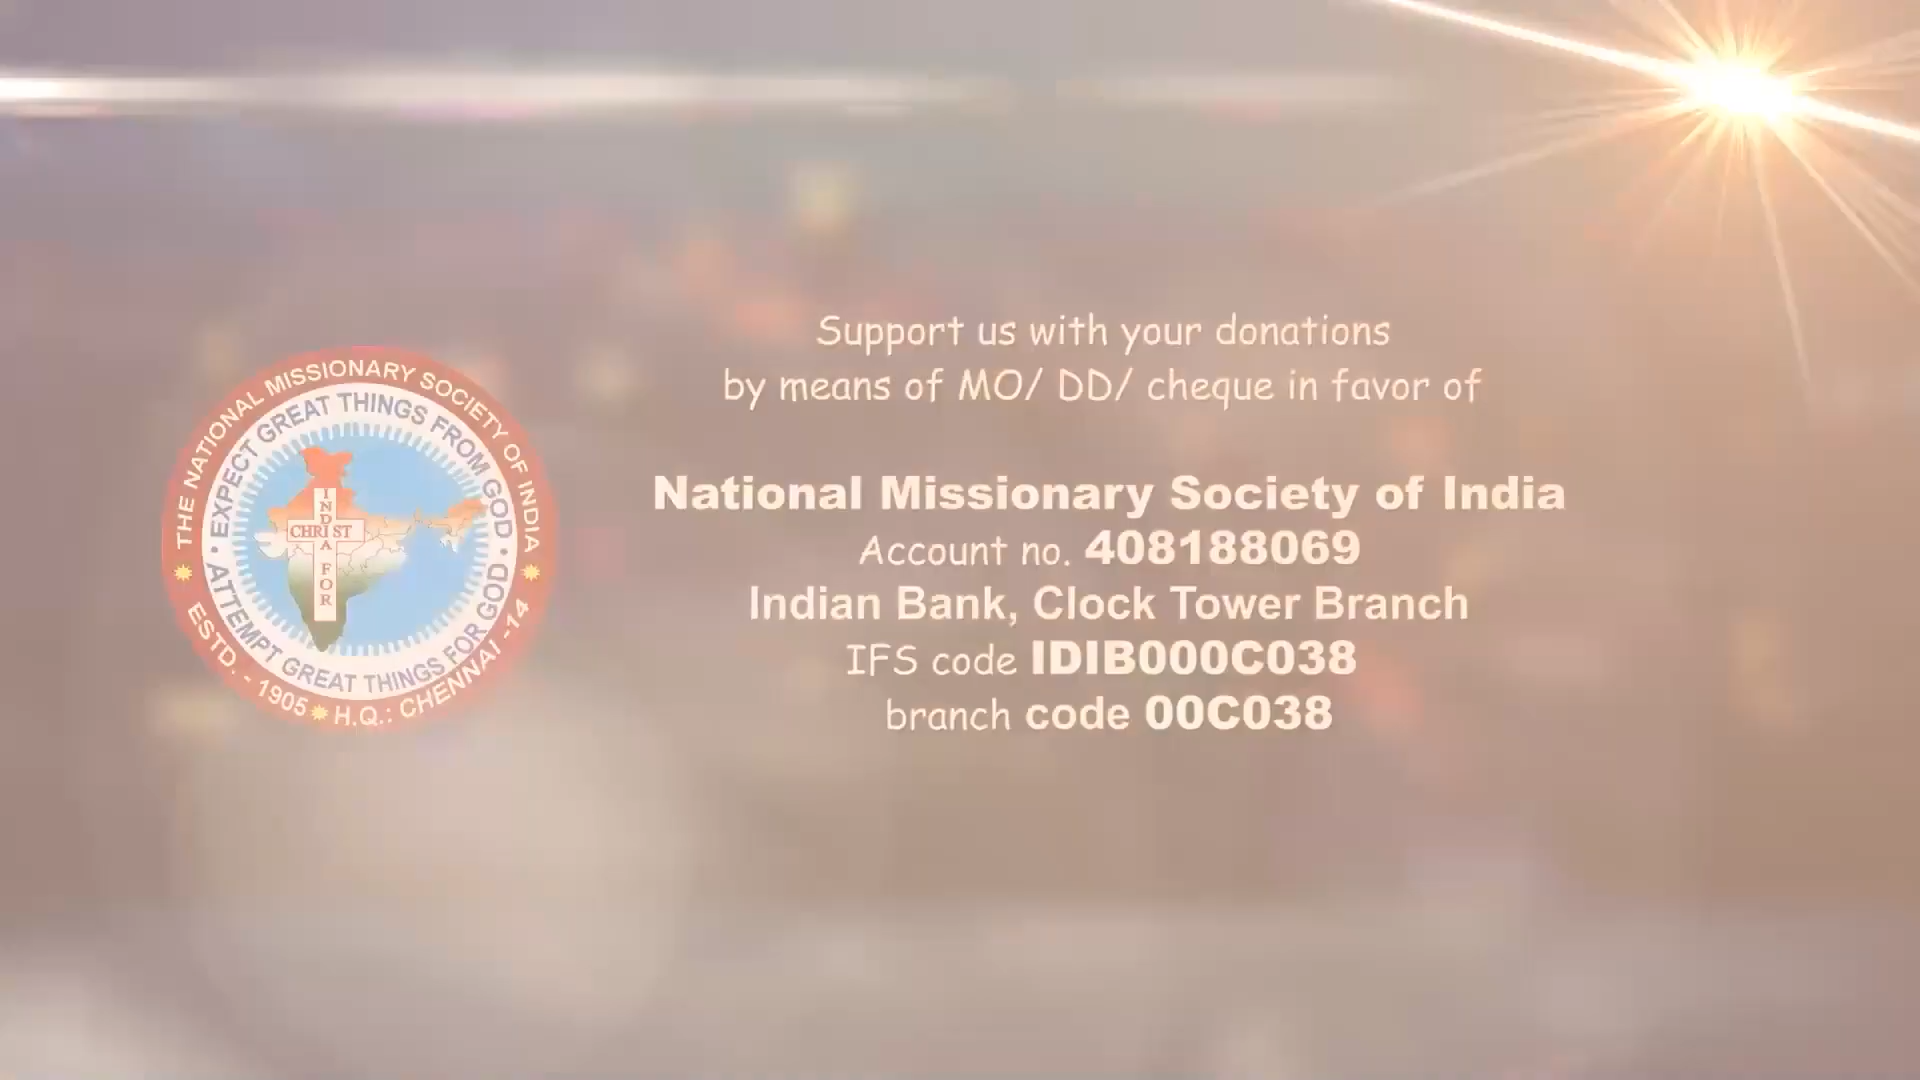 THE NATIONAL MISSIONARY SOCIETY OF INDIA
ESTD. - 1905 H.Q.: CHENNAI -14
• EXPECT GREAT THINGS FROM GOD •
ATTEMPT GREAT THINGS FOR GOD
INDIA FOR
CHRIST
Support us with your donations
by means of MO/ DD/ cheque in favor of
National Missionary Society of India
Account no. 408188069
Indian Bank, Clock Tower Branch
IFS code IDIB000C038
branch code 00C038